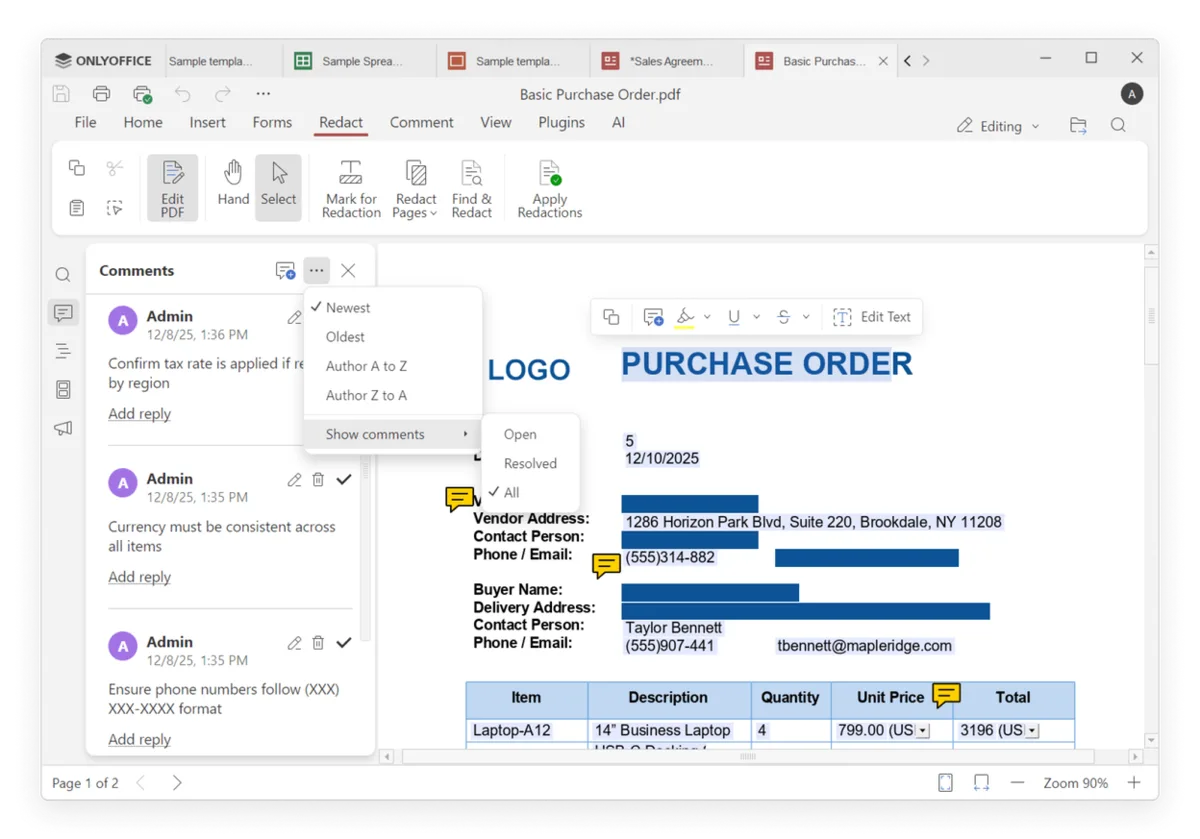 ONLYOFFICE
Sample templa...
Sample Sprea...
Sample templa...
*Sales Agreem...
Basic Purchas...
Basic Purchase Order.pdf
A
File
Home
Insert
Forms
Redact
Comment
View
Plugins
AI
Editing
Edit
PDF
Hand
Select
Mark for
Redaction
Redact
Pages
Find &
Redact
Apply
Redactions
Comments
A
Admin
12/8/25, 1:36 PM
Confirm tax rate is applied if re
by region
Add reply
A
Admin
12/8/25, 1:35 PM
Currency must be consistent across
all items
Add reply
A
Admin
12/8/25, 1:35 PM
Ensure phone numbers follow (XXX)
XXX-XXXX format
Add reply
Newest
Oldest
Author A to Z
Author Z to A
Show comments
Open
Resolved
All
Edit Text
LOGO
PURCHASE ORDER
5
12/10/2025
Vendor Address:
1286 Horizon Park Blvd, Suite 220, Brookdale, NY 11208
Contact Person:
Phone / Email:
(555)314-882
Buyer Name:
Delivery Address:
Contact Person:
Taylor Bennett
Phone / Email:
(555)907-441
tbennett@mapleridge.com
Item
Description
Quantity
Unit Price
Total
Laptop-A12
14” Business Laptop
4
799.00 (US
3196 (US
Page 1 of 2
Zoom 90%